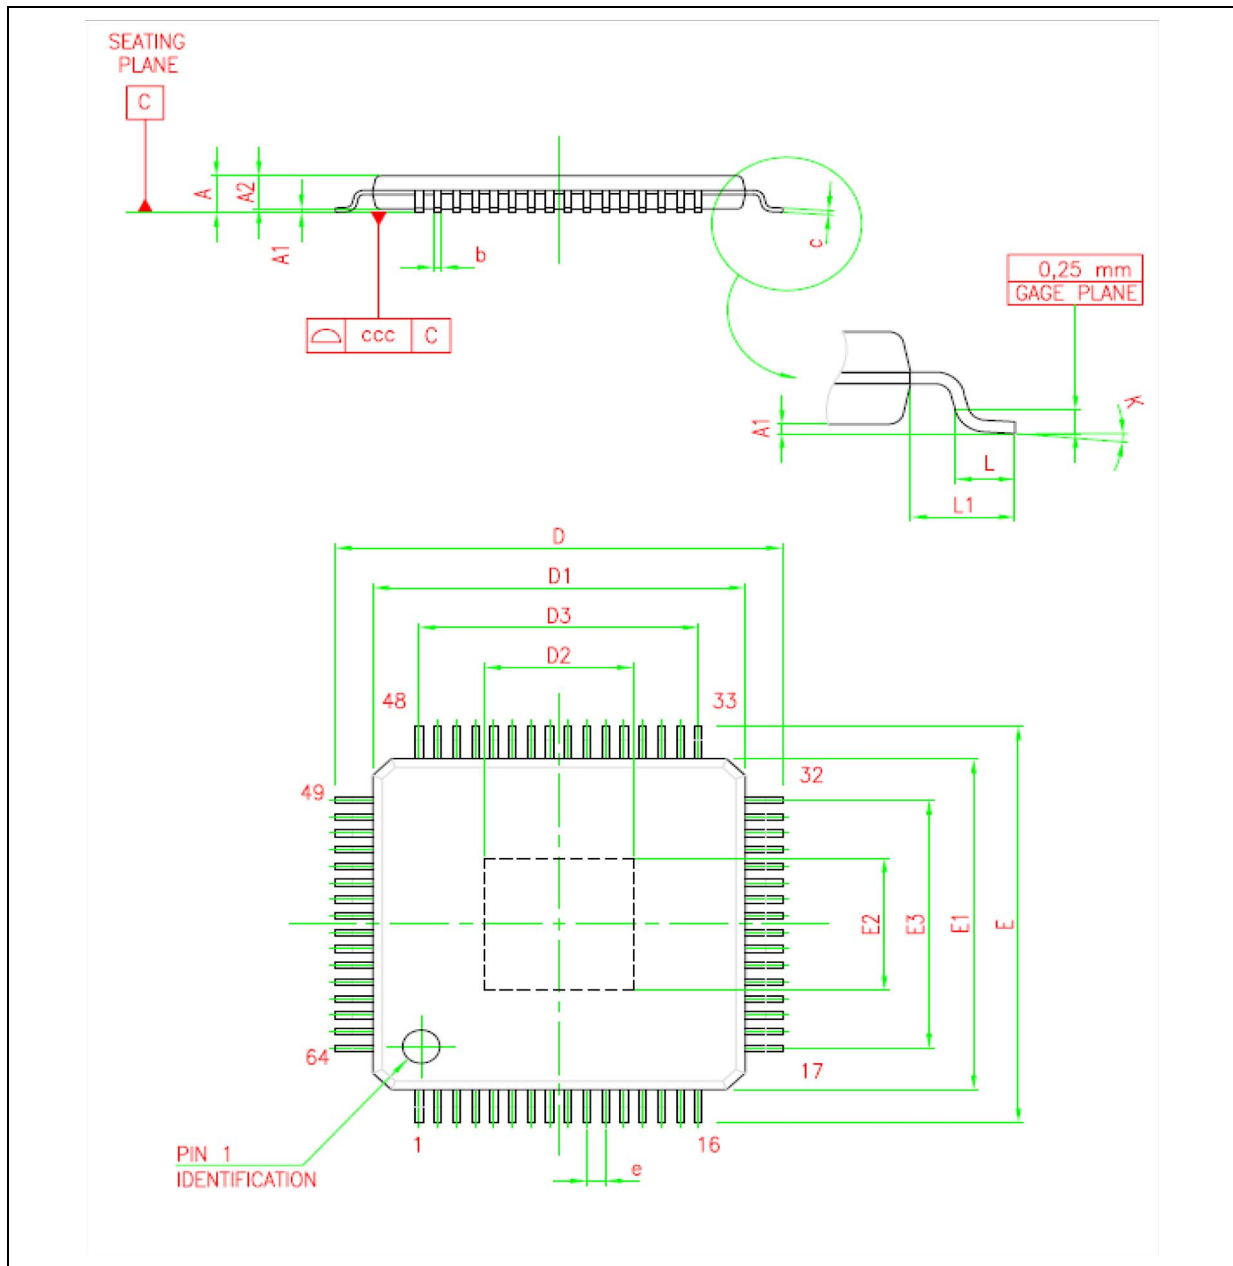 SEATING
PLANE
C
A
A2
A1
b
c
ccc C
0,25 mm
GAGE PLANE
A1
K
L
L1
D
D1
D3
D2
48
33
49
32
E2
E3
E1
E
64
17
1
16
PIN 1
IDENTIFICATION
e